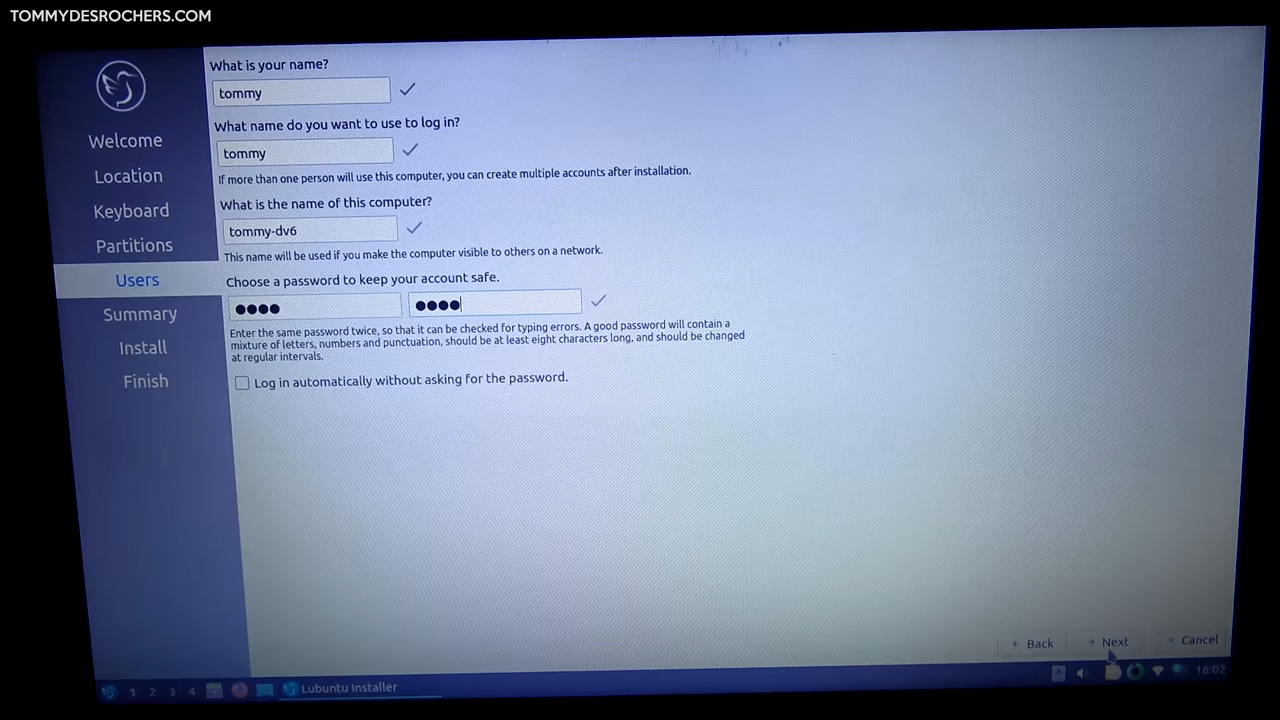 TOMMYDESROCHERS.COM
What is your name?
tommy
Welcome
What name do you want to use to log in?
tommy
Location
If more than one person will use this computer, you can create multiple accounts after installation.
Keyboard
What is the name of this computer?
tommy-dv6
Partitions
This name will be used if you make the computer visible to others on a network.
Users
Choose a password to keep your account safe.
●●●● ●●●●
Summary
Enter the same password twice, so that it can be checked for typing errors. A good password will contain a
mixture of letters, numbers and punctuation, should be at least eight characters long, and should be changed
at regular intervals.
Install
Finish
Log in automatically without asking for the password.
Back Next Cancel
1 2 3 4 Lubuntu Installer 16:02